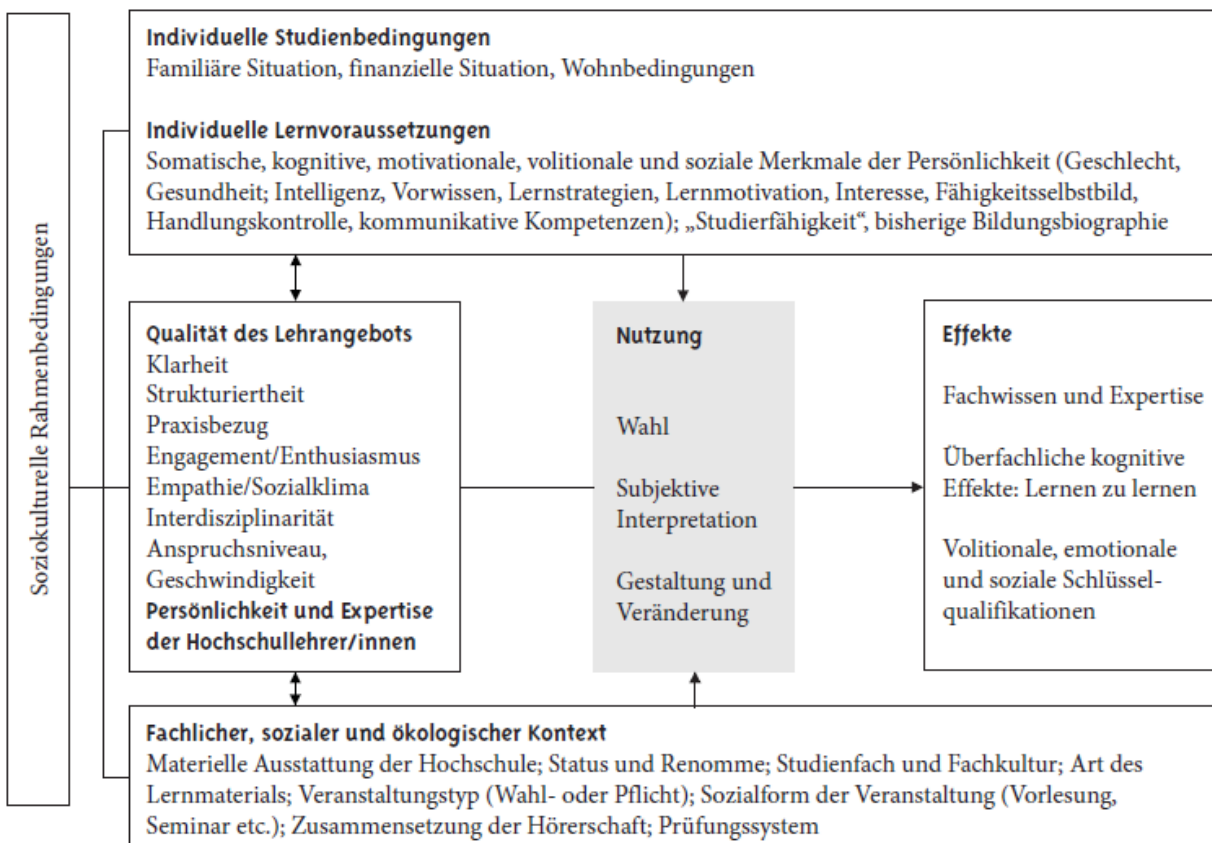 Soziokulturelle Rahmenbedingungen
Individuelle Studienbedingungen
Familiäre Situation, finanzielle Situation, Wohnbedingungen
Individuelle Lernvoraussetzungen
Somatische, kognitive, motivationale, volitionale und soziale Merkmale der Persönlichkeit (Geschlecht,
Gesundheit; Intelligenz, Vorwissen, Lernstrategien, Lernmotivation, Interesse, Fähigkeitsselbstbild,
Handlungskontrolle, kommunikative Kompetenzen); „Studierfähigkeit“, bisherige Bildungsbiographie
Qualität des Lehrangebots
Klarheit
Strukturiertheit
Praxisbezug
Engagement/Enthusiasmus
Empathie/Sozialklima
Interdisziplinarität
Anspruchsniveau,
Geschwindigkeit
Persönlichkeit und Expertise
der Hochschullehrer/innen
Nutzung
Wahl
Subjektive
Interpretation
Gestaltung und
Veränderung
Effekte
Fachwissen und Expertise
Überfachliche kognitive
Effekte: Lernen zu lernen
Volitionale, emotionale
und soziale Schlüssel-
qualifikationen
Fachlicher, sozialer und ökologischer Kontext
Materielle Ausstattung der Hochschule; Status und Renomme; Studienfach und Fachkultur; Art des
Lernmaterials; Veranstaltungstyp (Wahl- oder Pflicht); Sozialform der Veranstaltung (Vorlesung,
Seminar etc.); Zusammensetzung der Hörerschaft; Prüfungssystem